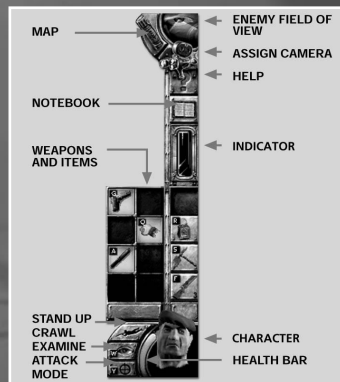 MAP
ENEMY FIELD OF
VIEW
ASSIGN CAMERA
HELP
NOTEBOOK
WEAPONS
AND ITEMS
INDICATOR
G
Q
R
A
S
STAND UP
CRAWL
EXAMINE
ATTACK
MODE
W
Y
CHARACTER
HEALTH BAR